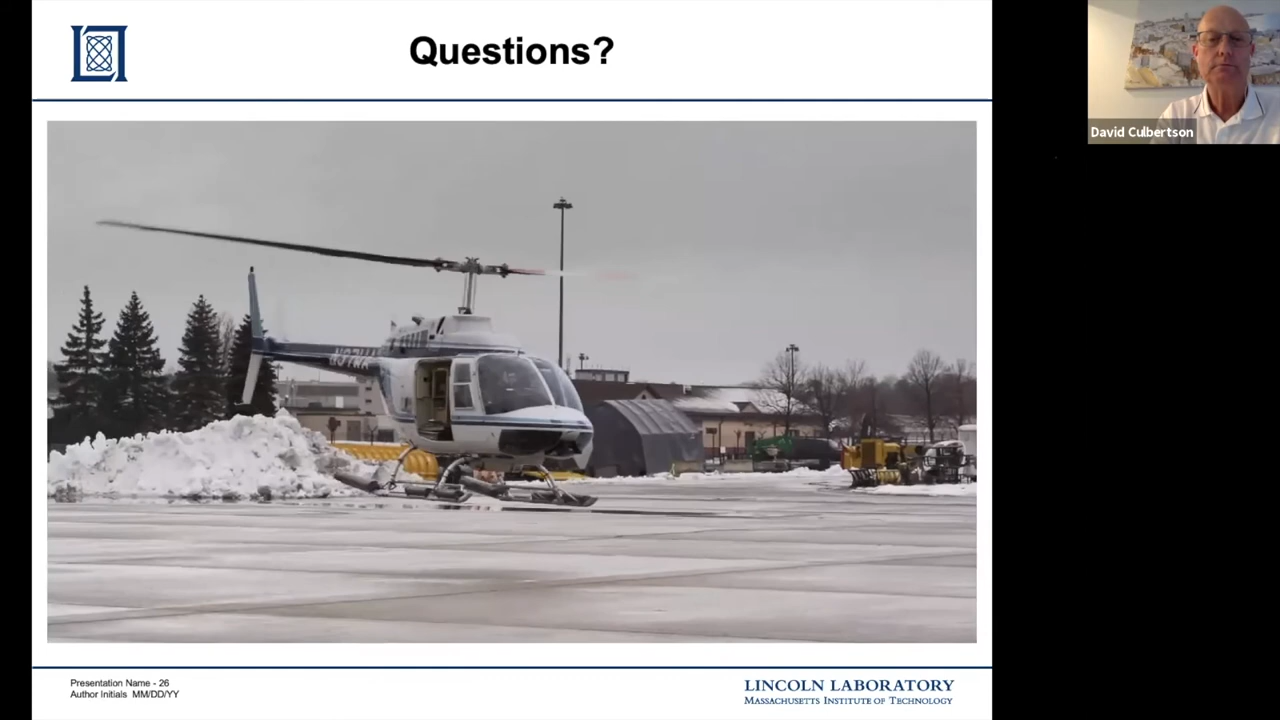 Questions?
David Culbertson
Presentation Name - 26
Author Initials MM/DD/YY
LINCOLN LABORATORY
MASSACHUSETTS INSTITUTE OF TECHNOLOGY